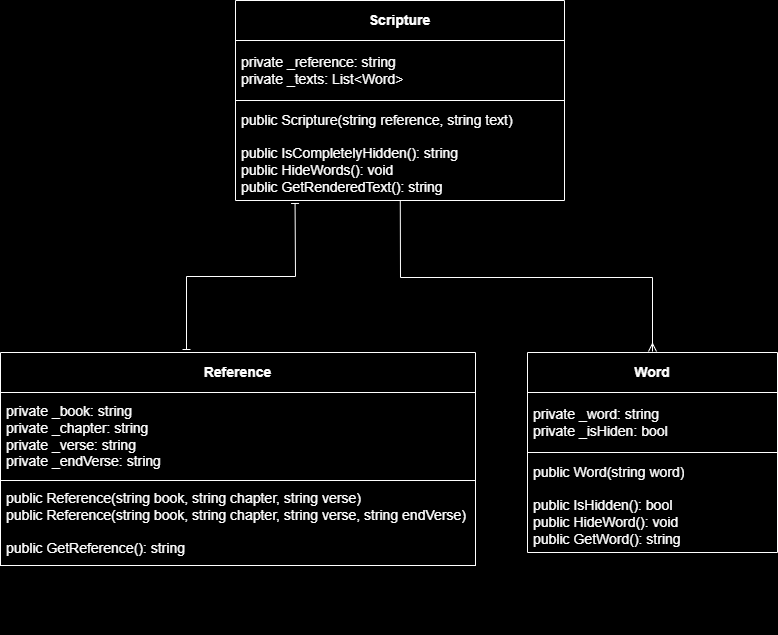 Scripture
private _reference: string
private _texts: List<Word>
public Scripture(string reference, string text)
public IsCompletelyHidden(): string
public HideWords(): void
public GetRenderedText(): string
Reference
private _book: string
private _chapter: string
private _verse: string
private _endVerse: string
public Reference(string book, string chapter, string verse)
public Reference(string book, string chapter, string verse, string endVerse)
public GetReference(): string
Word
private _word: string
private _isHiden: bool
public Word(string word)
public IsHidden(): bool
public HideWord(): void
public GetWord(): string